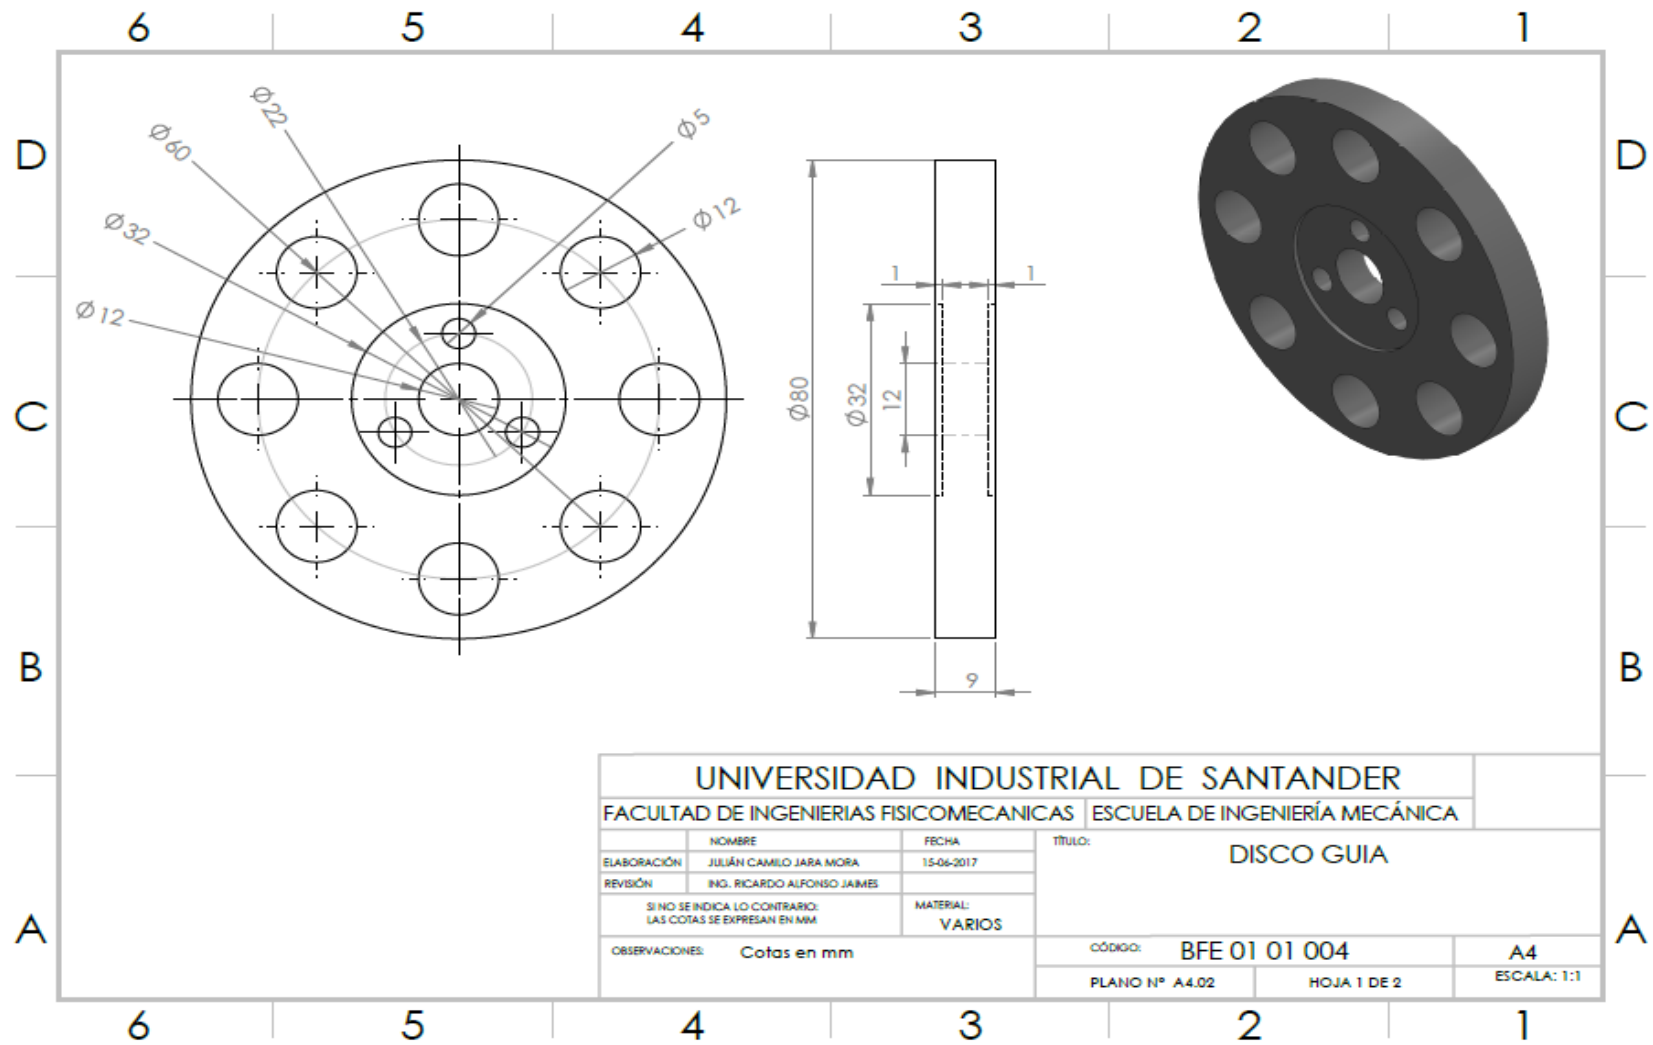 6 5 4 3 2 1
D D
C C
B B
A A
Ø22
Ø5
Ø60
Ø12
Ø32
Ø12
1 1
Ø80
Ø32
12
9
UNIVERSIDAD INDUSTRIAL DE SANTANDER
FACULTAD DE INGENIERIAS FISICOMECANICAS ESCUELA DE INGENIERÍA MECÁNICA
NOMBRE FECHA
ELABORACIÓN JULIÁN CAMILO JARA MORA 15-06-2017
REVISIÓN ING. RICARDO ALFONSO JAIMES
TÍTULO:
DISCO GUIA
SI NO SE INDICA LO CONTRARIO:
LAS COTAS SE EXPRESAN EN MM
MATERIAL:
VARIOS
OBSERVACIONES: Cotas en mm
CÓDIGO: BFE 01 01 004
A4
PLANO Nº A4.02 HOJA 1 DE 2 ESCALA: 1:1
6 5 4 3 2 1